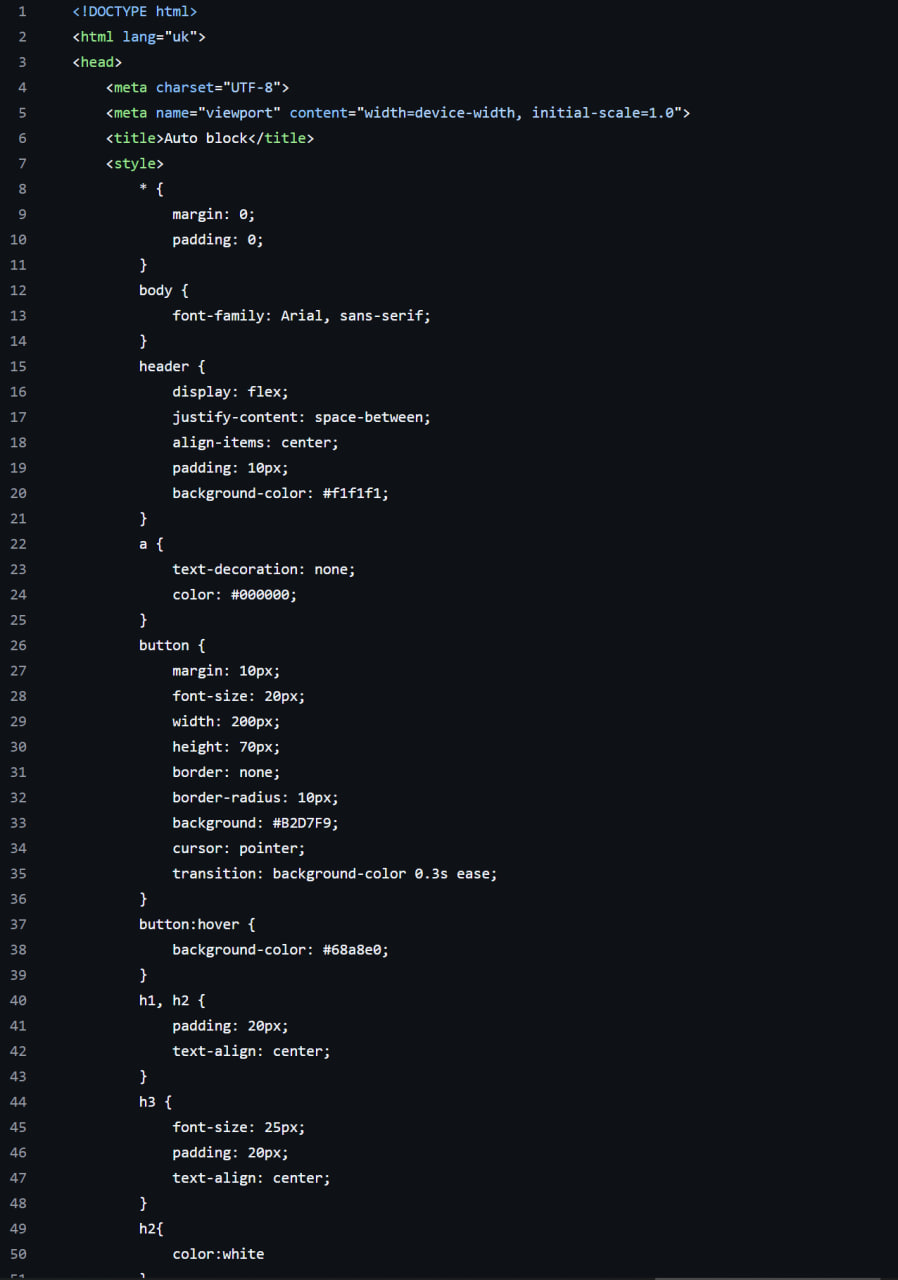 1 <!DOCTYPE html>
2 <html lang="uk">
3 <head>
4 <meta charset="UTF-8">
5 <meta name="viewport" content="width=device-width, initial-scale=1.0">
6 <title>Auto block</title>
7 <style>
8 * {
9 margin: 0;
10 padding: 0;
11 }
12 body {
13 font-family: Arial, sans-serif;
14 }
15 header {
16 display: flex;
17 justify-content: space-between;
18 align-items: center;
19 padding: 10px;
20 background-color: #f1f1f1;
21 }
22 a {
23 text-decoration: none;
24 color: #000000;
25 }
26 button {
27 margin: 10px;
28 font-size: 20px;
29 width: 200px;
30 height: 70px;
31 border: none;
32 border-radius: 10px;
33 background: #B2D7F9;
34 cursor: pointer;
35 transition: background-color 0.3s ease;
36 }
37 button:hover {
38 background-color: #68a8e0;
39 }
40 h1, h2 {
41 padding: 20px;
42 text-align: center;
43 }
44 h3 {
45 font-size: 25px;
46 padding: 20px;
47 text-align: center;
48 }
49 h2{
50 color:white
51 }